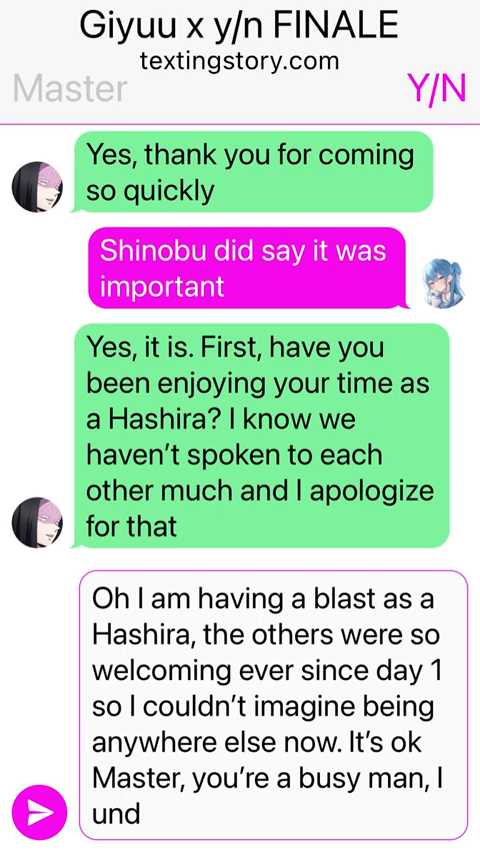 Giyuu x y/n FINALE
textingstory.com
Master
Y/N
Yes, thank you for coming
so quickly
Shinobu did say it was
important
Yes, it is. First, have you
been enjoying your time as
a Hashira? I know we
haven’t spoken to each
other much and I apologize
for that
Oh I am having a blast as a
Hashira, the others were so
welcoming ever since day 1
so I couldn’t imagine being
anywhere else now. It’s ok
Master, you’re a busy man, I
und